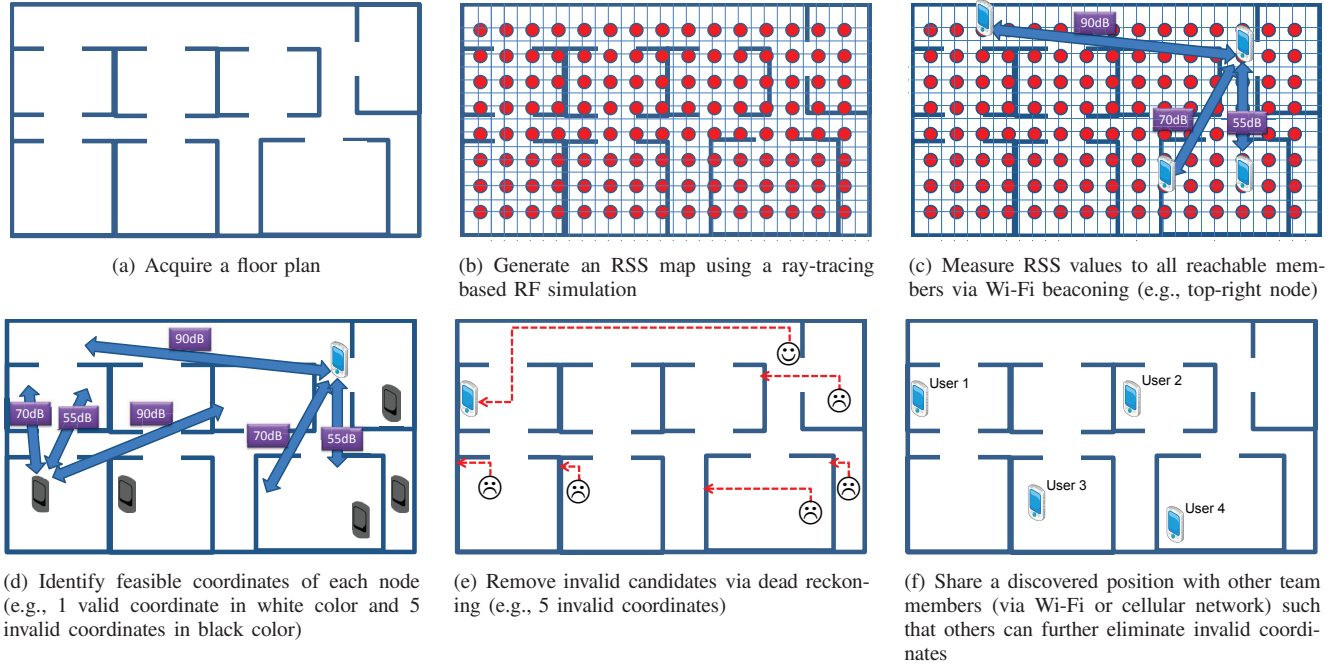 90dB
70dB
55dB
(a) Acquire a floor plan
(b) Generate an RSS map using a ray-tracing
based RF simulation
(c) Measure RSS values to all reachable mem-
bers via Wi-Fi beaconing (e.g., top-right node)
90dB
70dB
55dB
90dB
70dB
55dB
User 1
User 2
User 3
User 4
(d) Identify feasible coordinates of each node
(e.g., 1 valid coordinate in white color and 5
invalid coordinates in black color)
(e) Remove invalid candidates via dead reckon-
ing (e.g., 5 invalid coordinates)
(f) Share a discovered position with other team
members (via Wi-Fi or cellular network) such
that others can further eliminate invalid coordi-
nates